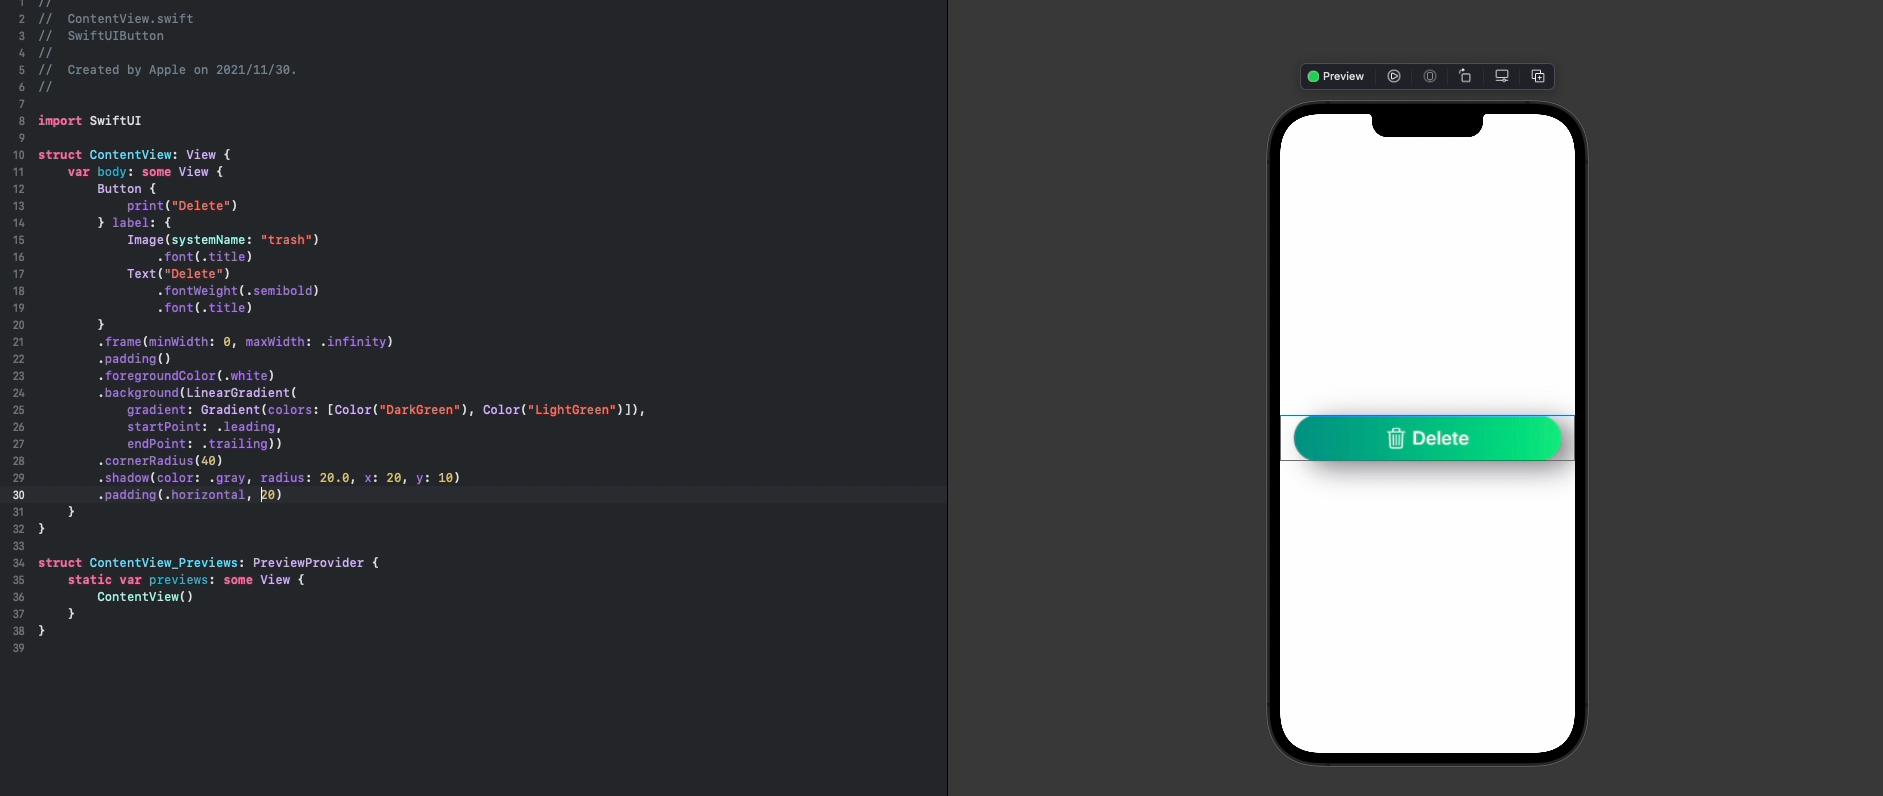 1 //
2 //  ContentView.swift
3 //  SwiftUIButton
4 //
5 //  Created by Apple on 2021/11/30.
6 //
7
8 import SwiftUI
9
10 struct ContentView: View {
11     var body: some View {
12         Button {
13             print("Delete")
14         } label: {
15             Image(systemName: "trash")
16                 .font(.title)
17             Text("Delete")
18                 .fontWeight(.semibold)
19                 .font(.title)
20         }
21         .frame(minWidth: 0, maxWidth: .infinity)
22         .padding()
23         .foregroundColor(.white)
24         .background(LinearGradient(
25             gradient: Gradient(colors: [Color("DarkGreen"), Color("LightGreen")]),
26             startPoint: .leading,
27             endPoint: .trailing))
28         .cornerRadius(40)
29         .shadow(color: .gray, radius: 20.0, x: 20, y: 10)
30         .padding(.horizontal, 20)
31     }
32 }
33
34 struct ContentView_Previews: PreviewProvider {
35     static var previews: some View {
36         ContentView()
37     }
38 }
39
Preview
Delete